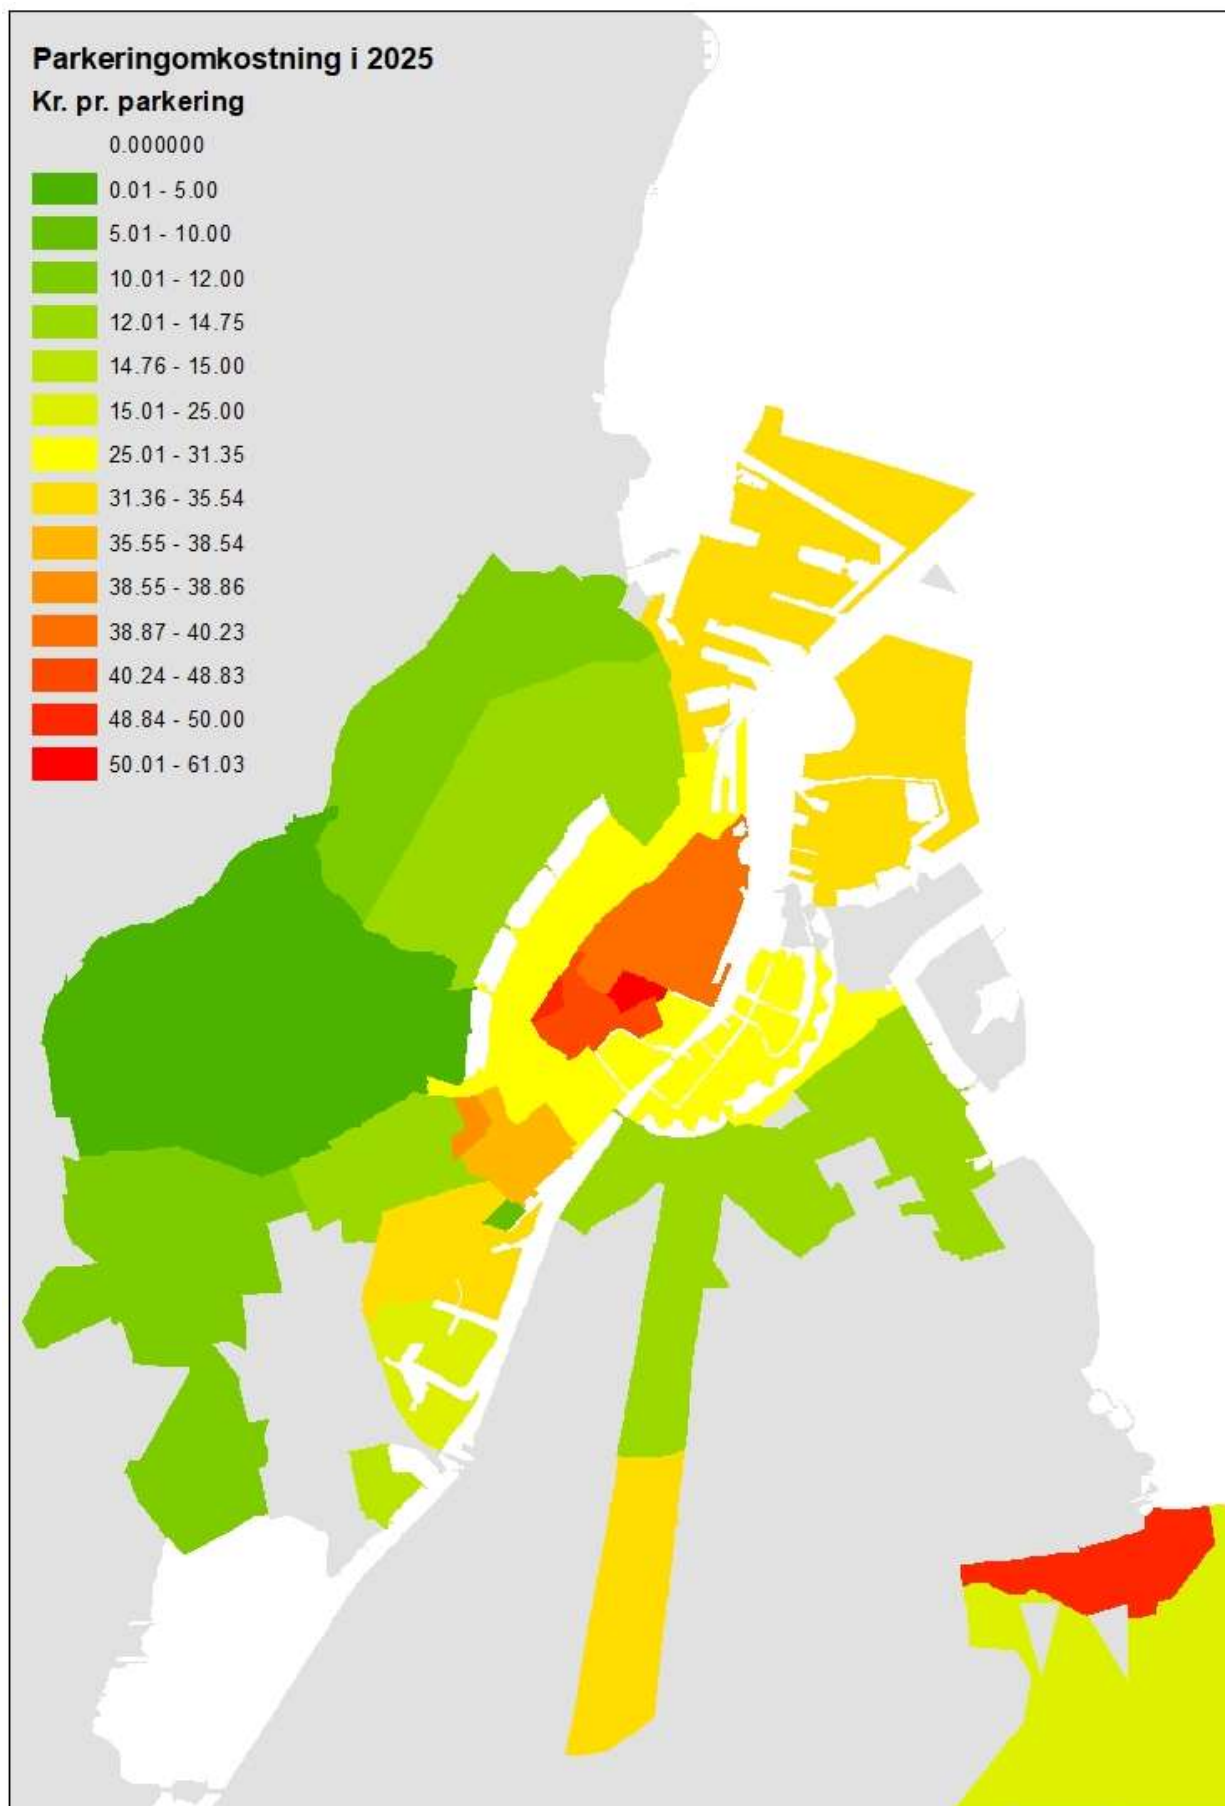 Parkeringomkostning i 2025
Kr. pr. parkering
0.000000
0.01 - 5.00
5.01 - 10.00
10.01 - 12.00
12.01 - 14.75
14.76 - 15.00
15.01 - 25.00
25.01 - 31.35
31.36 - 35.54
35.55 - 38.54
38.55 - 38.86
38.87 - 40.23
40.24 - 48.83
48.84 - 50.00
50.01 - 61.03